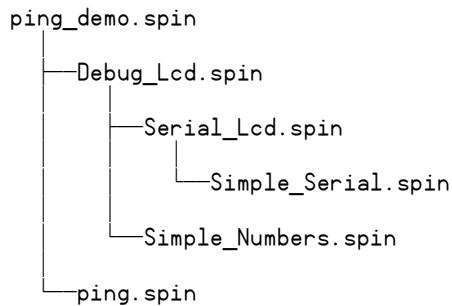 ping_demo.spin
Debug_Lcd.spin
Serial_Lcd.spin
Simple_Serial.spin
Simple_Numbers.spin
ping.spin